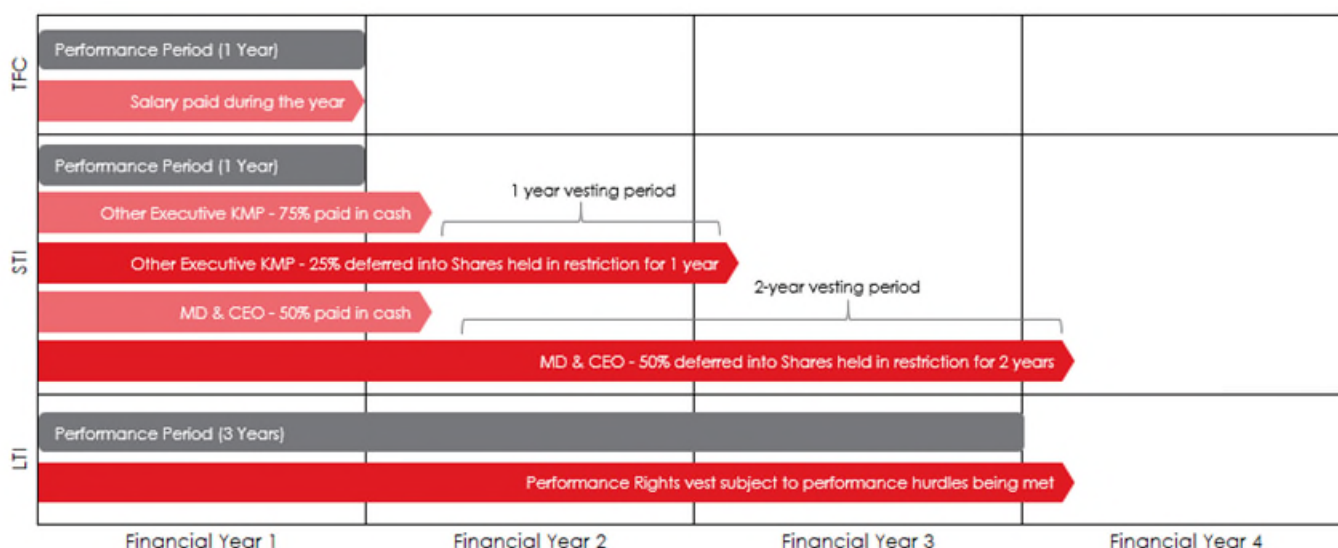 TFC
Performance Period (1 Year)
Salary paid during the year
STI
Performance Period (1 Year)
1 year vesting period
Other Executive KMP - 75% paid in cash
Other Executive KMP - 25% deferred into Shares held in restriction for 1 year
2-year vesting period
MD & CEO - 50% paid in cash
MD & CEO - 50% deferred into Shares held in restriction for 2 years
LTI
Performance Period (3 Years)
Performance Rights vest subject to performance hurdles being met
Financial Year 1
Financial Year 2
Financial Year 3
Financial Year 4